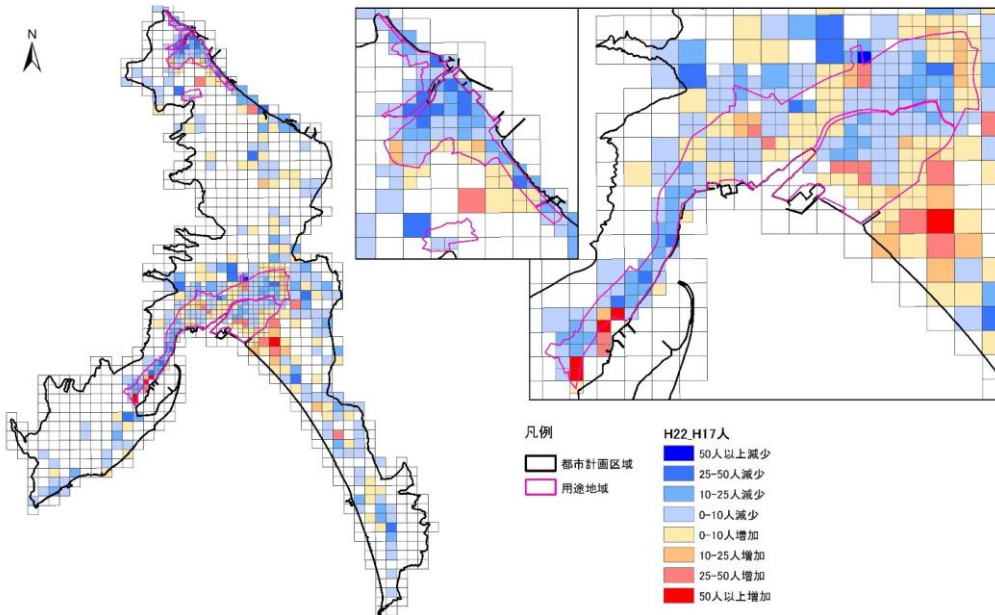 N
凡例
都市計画区域
用途地域
H22_H17人
50人以上減少
25-50人減少
10-25人減少
0-10人減少
0-10人増加
10-25人増加
25-50人増加
50人以上増加